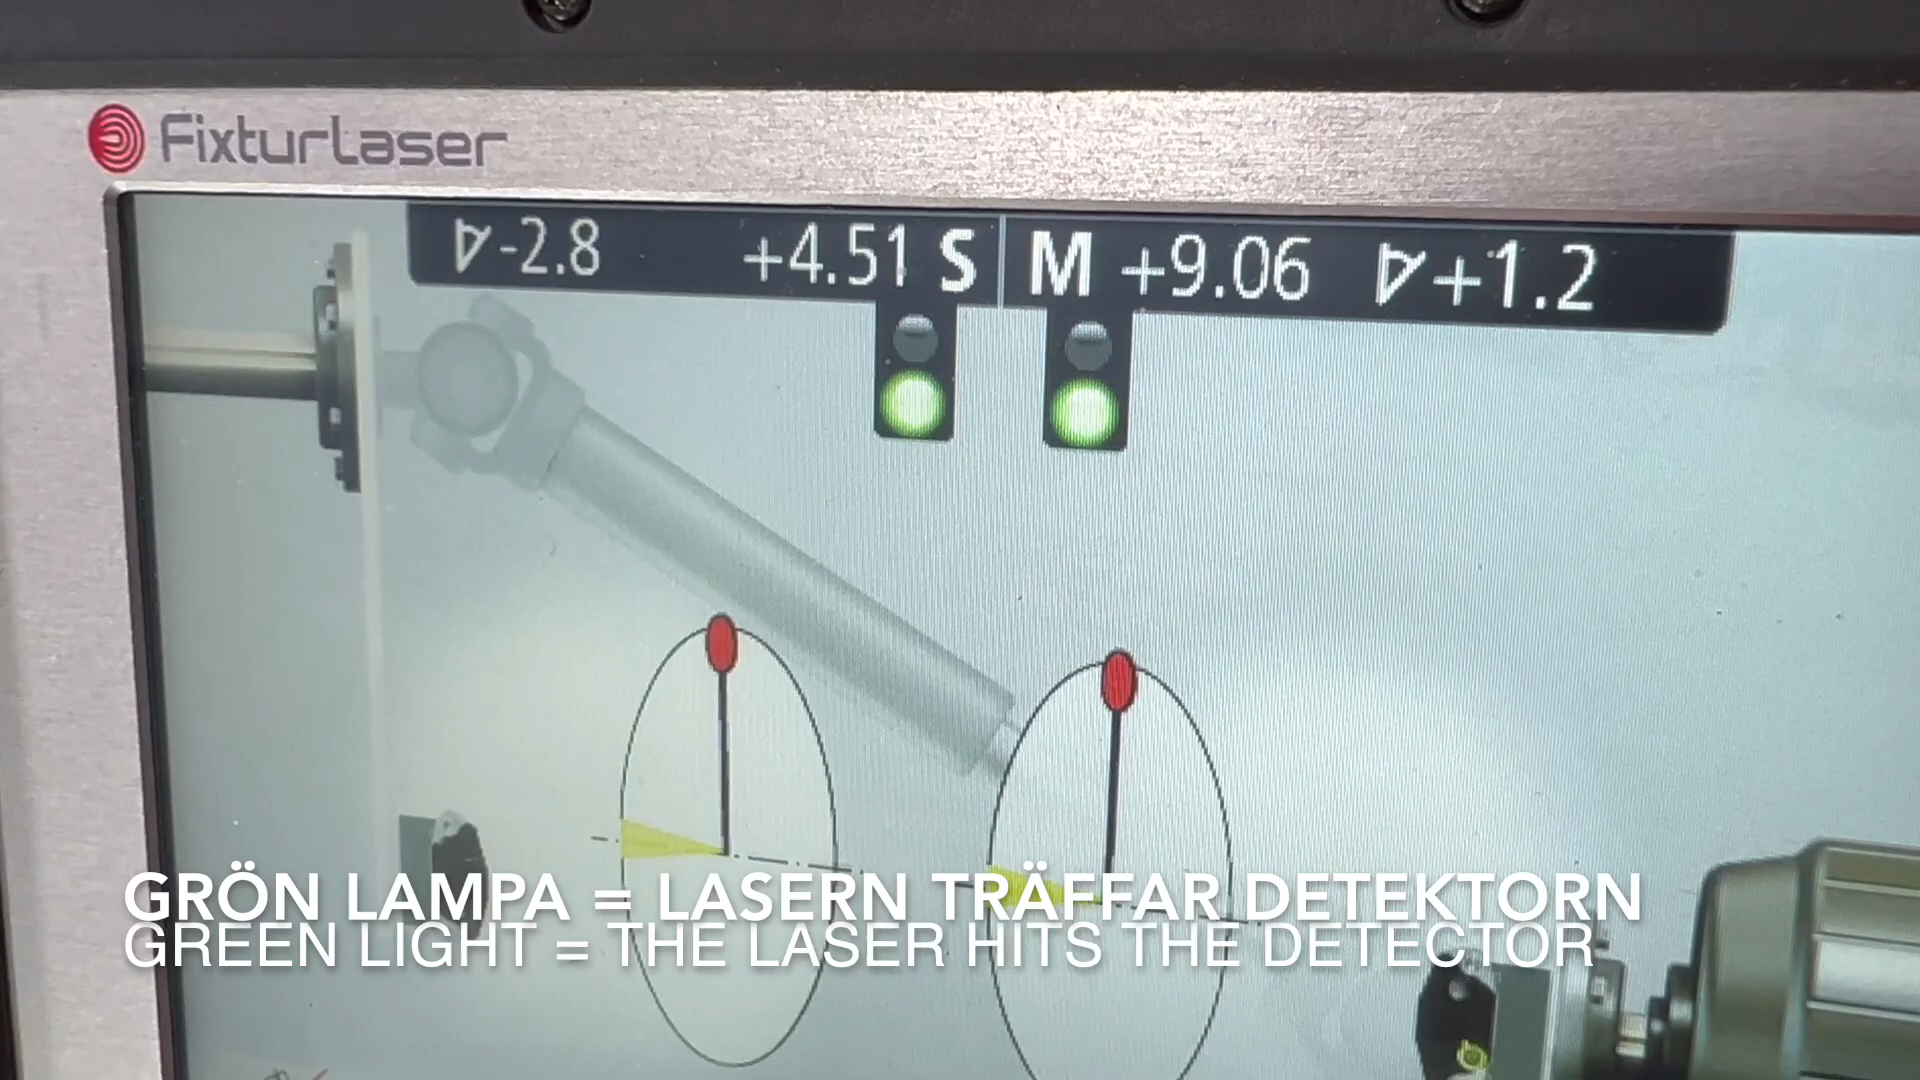 FixturLaser
-2.8 +4.51 S M +9.06 +1.2
GRÖN LAMPA = LASERN TRÄFFAR DETEKTORN
GREEN LIGHT = THE LASER HITS THE DETECTOR